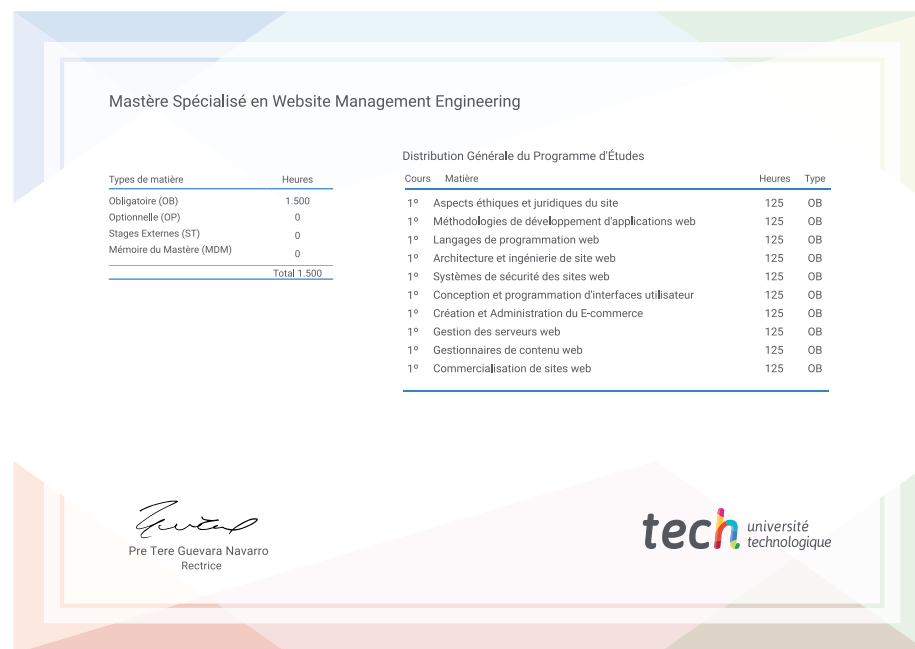 Mastère Spécialisé en Website Management Engineering
Types de matière Heures
Obligatoire (OB) 1.500
Optionnelle (OP) 0
Stages Externes (ST) 0
Mémoire du Mastère (MDM) 0
Total 1.500
Distribution Générale du Programme d'Études
Cours Matière Heures Type
1º Aspects éthiques et juridiques du site 125 OB
1º Méthodologies de développement d'applications web 125 OB
1º Langages de programmation web 125 OB
1º Architecture et ingénierie de site web 125 OB
1º Systèmes de sécurité des sites web 125 OB
1º Conception et programmation d'interfaces utilisateur 125 OB
1º Création et Administration du E-commerce 125 OB
1º Gestion des serveurs web 125 OB
1º Gestionnaires de contenu web 125 OB
1º Commercialisation de sites web 125 OB
Pre Tere Guevara Navarro
Rectrice
tech université
technologique